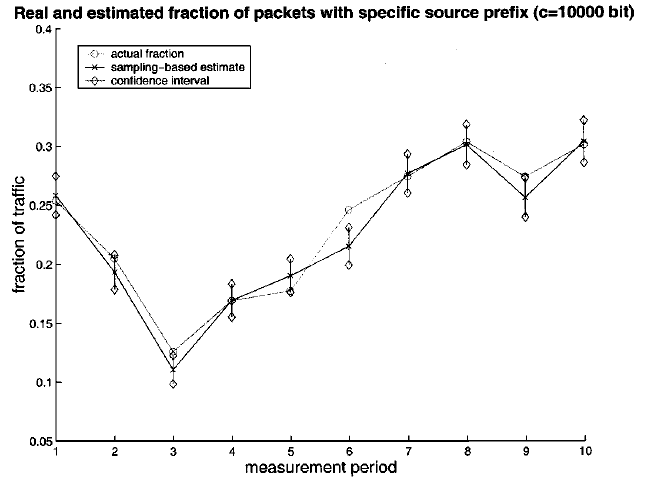 Real and estimated fraction of packets with specific source prefix (c=10000 bit)
0.4
actual fraction
sampling-based estimate
confidence interval
0.35
0.3
0.25
0.2
0.15
0.1
0.05
fraction of traffic
1 2 3 4 5 6 7 8 9 10
measurement period